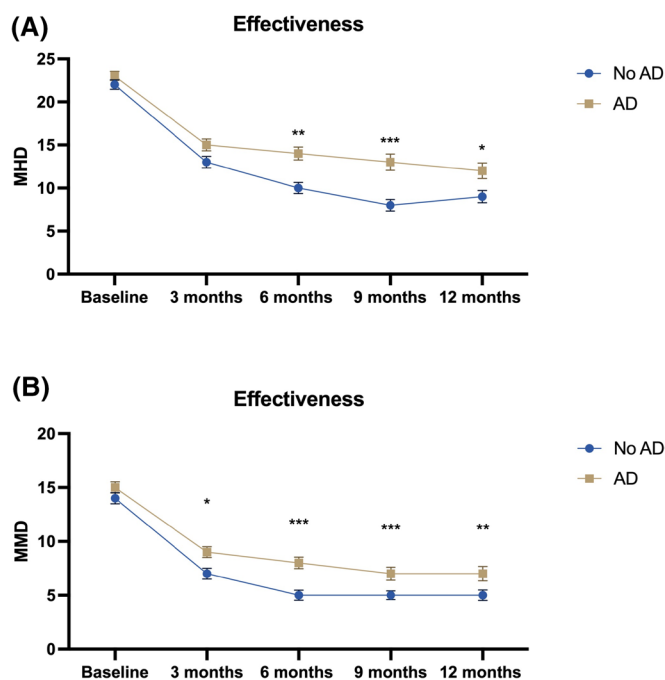 (A)
Effectiveness
25
20
15
10
5
0
MHD
** *** *
Baseline 3 months 6 months 9 months 12 months
No AD
AD
(B)
Effectiveness
20
15
10
5
0
MMD
* *** *** **
Baseline 3 months 6 months 9 months 12 months
No AD
AD